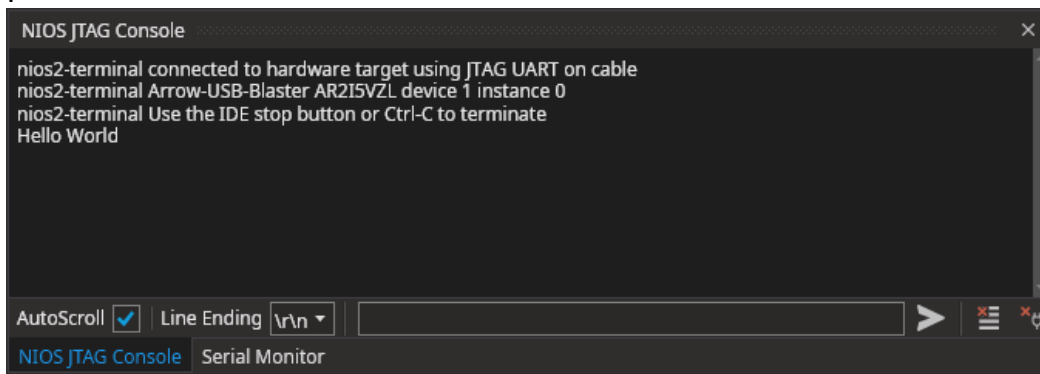 NIOS JTAG Console
nios2-terminal connected to hardware target using JTAG UART on cable
nios2-terminal Arrow-USB-Blaster AR2I5VZL device 1 instance 0
nios2-terminal Use the IDE stop button or Ctrl-C to terminate
Hello World
AutoScroll Line Ending \r\n
NIOS JTAG Console Serial Monitor